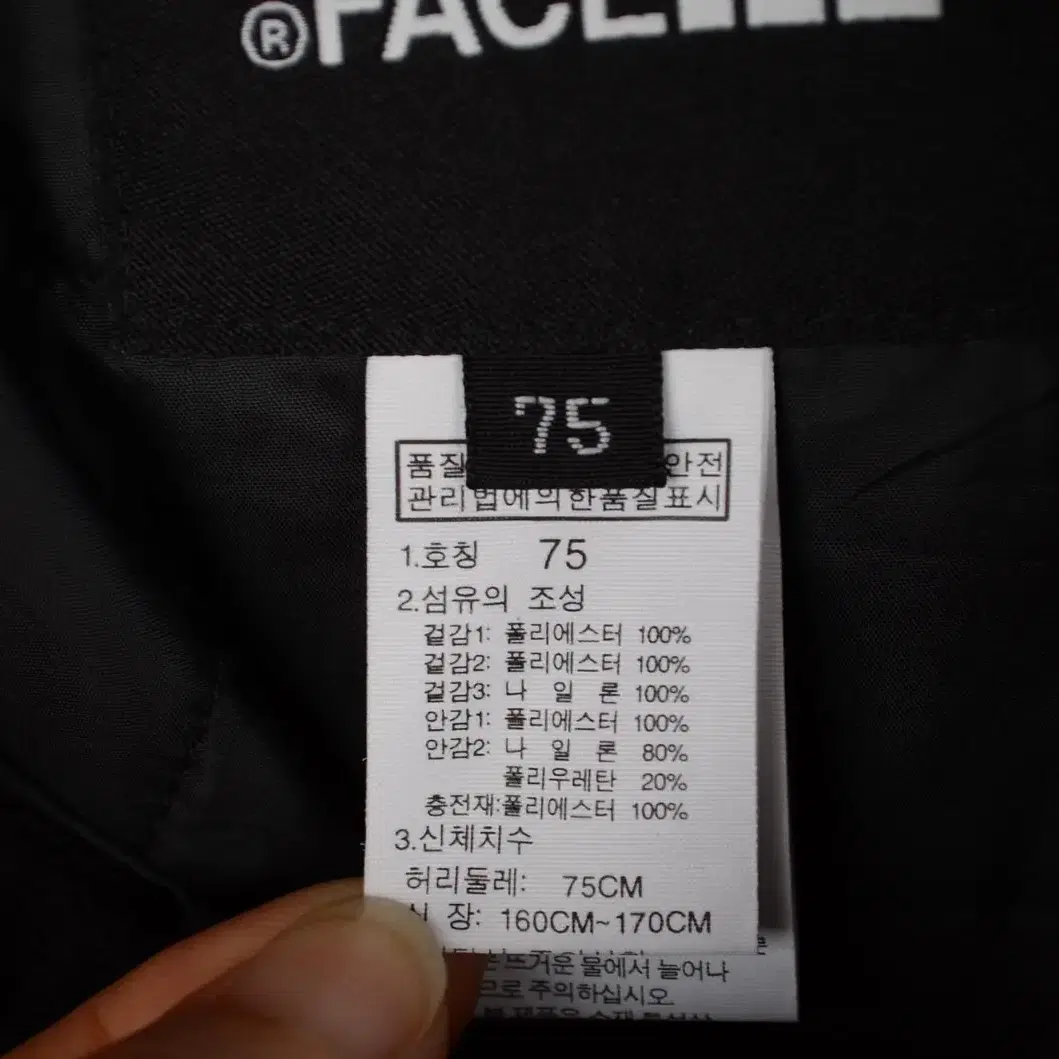 ®FACE
75
품질 안전
관리법에의한품질표시
1.호칭 75
2.섬유의 조성
겉감1: 폴리에스터 100%
겉감2: 폴리에스터 100%
겉감3: 나 일 론 100%
안감1: 폴리에스터 100%
안감2: 나 일 론 80%
폴리우레탄 20%
충전재:폴리에스터 100%
3.신체치수
허리둘레: 75CM
신 장: 160CM~170CM
뜨거운 물에서 늘어나
므로 주의하십시오.